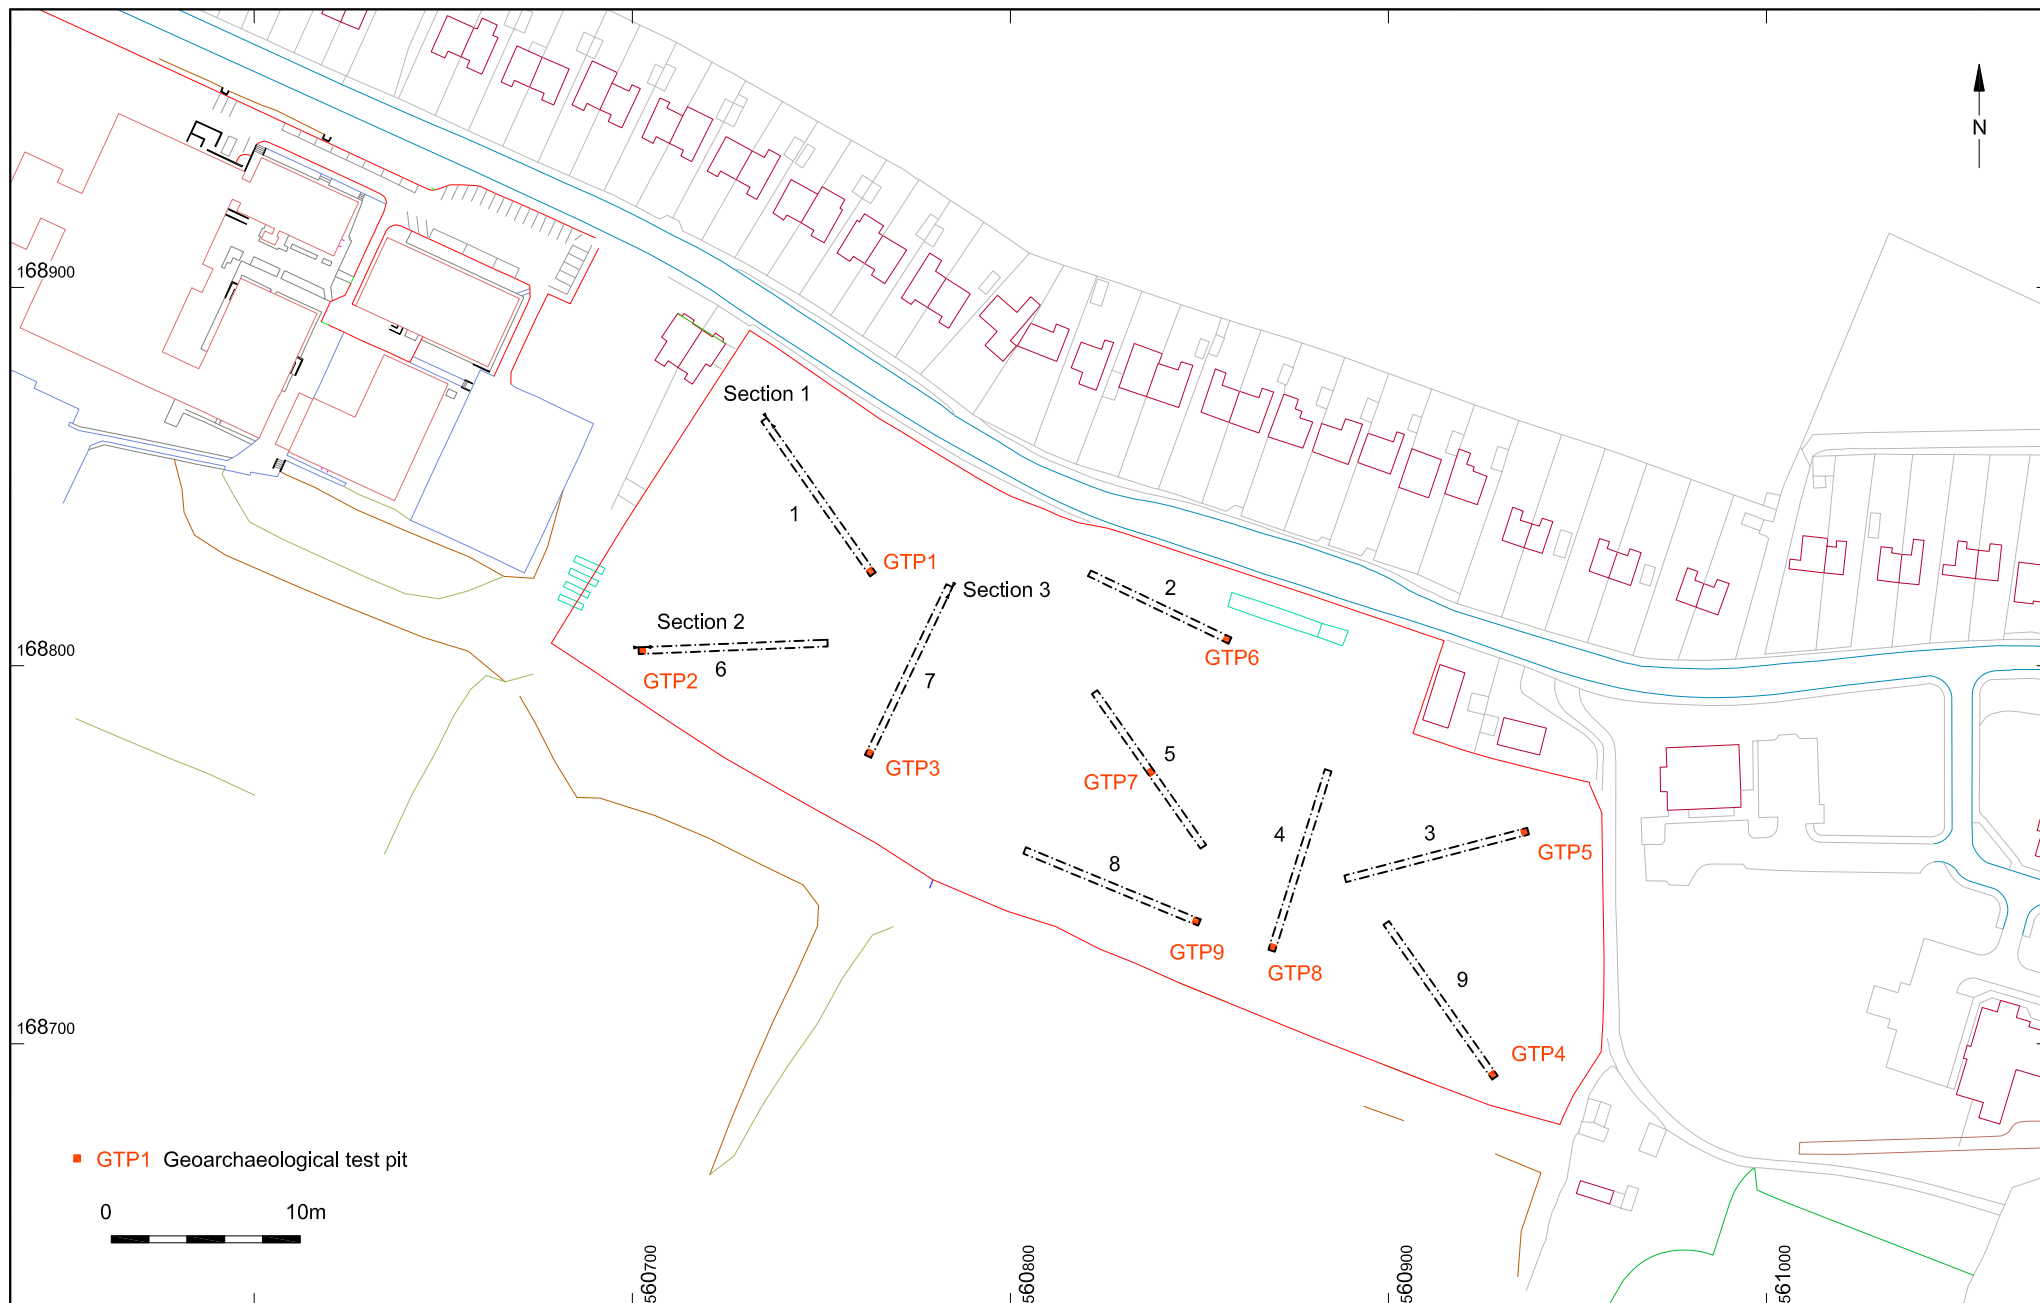 N
168900
Section 1
1
GTP1
Section 3
2
Section 2
168800
6
GTP2
7
GTP6
GTP3
5
GTP7
4
3
GTP5
8
GTP9
GTP8
9
168700
GTP4
GTP1 Geoarchaeological test pit
0 10m
560700
560800
560900
561000